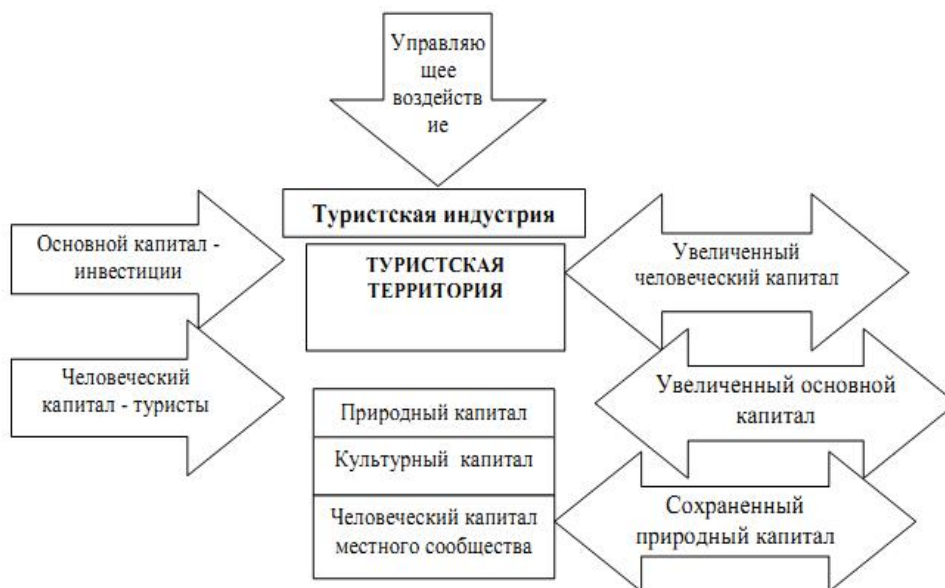 Управляю
щее
воздейств
ие
Туристская индустрия
Основной капитал -
инвестиции
ТУРИСТСКАЯ
ТЕРРИТОРИЯ
Увеличенный
человеческий капитал
Человеческий
капитал - туристы
Увеличенный основной
капитал
Природный капитал
Культурный капитал
Человеческий капитал
местного сообщества
Сохраненный
природный капитал